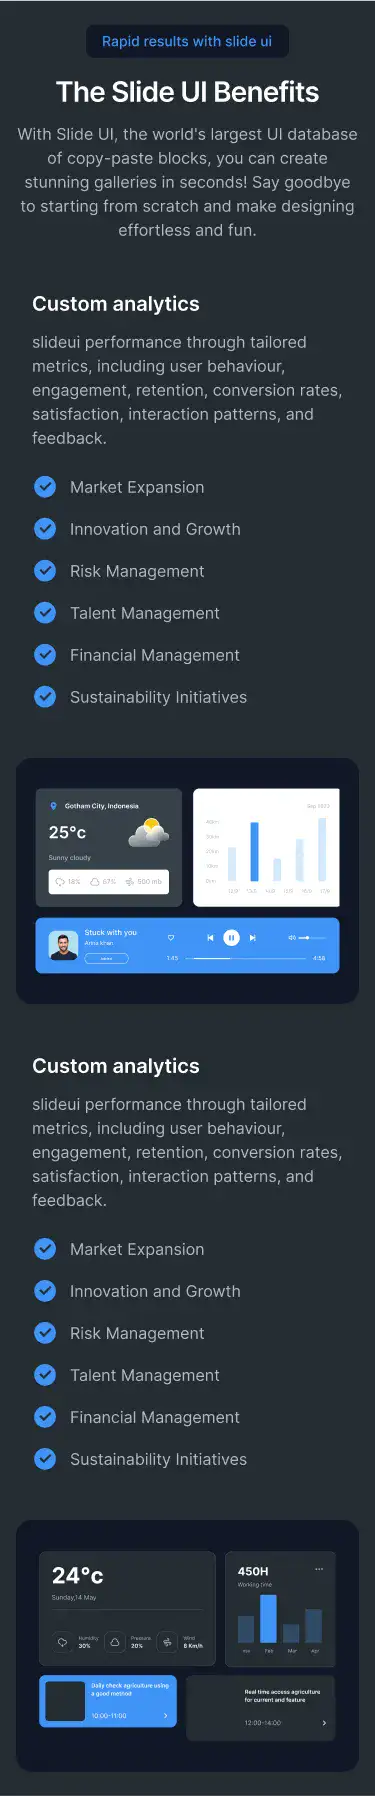 Rapid results with slide ui
The Slide UI Benefits
With Slide UI, the world's largest UI database
of copy-paste blocks, you can create
stunning galleries in seconds! Say goodbye
to starting from scratch and make designing
effortless and fun.
Custom analytics
slideui performance through tailored
metrics, including user behaviour,
engagement, retention, conversion rates,
satisfaction, interaction patterns, and
feedback.
Market Expansion
Innovation and Growth
Risk Management
Talent Management
Financial Management
Sustainability Initiatives
Gotham City, Indonesia
25°c
Sunny cloudy
18% 67% 500 mb
Sep 2023
Stuck with you
Anna khan
1:45 4:56
Custom analytics
slideui performance through tailored
metrics, including user behaviour,
engagement, retention, conversion rates,
satisfaction, interaction patterns, and
feedback.
Market Expansion
Innovation and Growth
Risk Management
Talent Management
Financial Management
Sustainability Initiatives
24°c
Sunday,14 May
Humidity
30%
Pressure
20%
Wind
8 Km/h
450H
Working time
Feb Mar Apr
Daily check agriculture using
a good method
10:00-11:00
Real time access agriculture
for current and feature
12:00-14:00